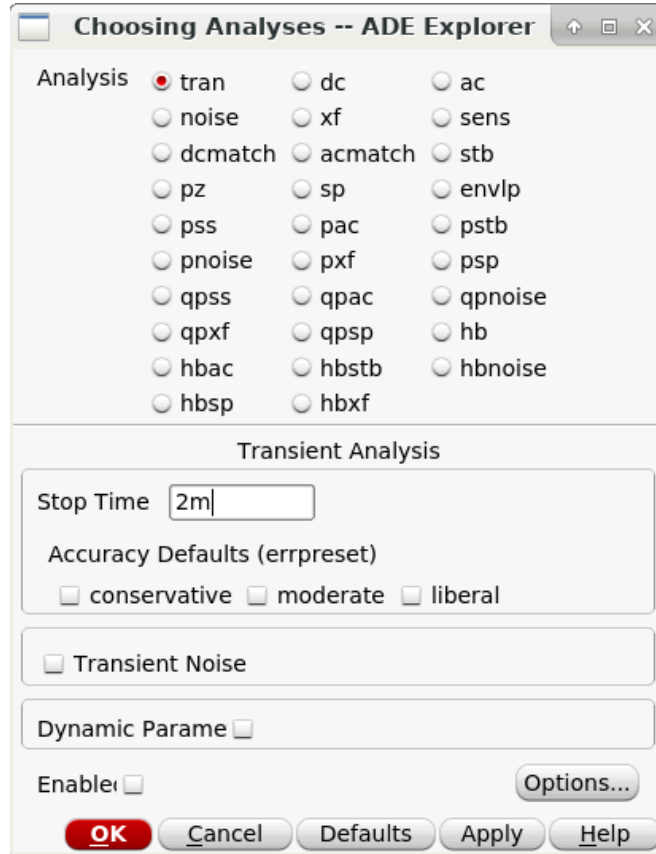 Choosing Analyses -- ADE Explorer
Analysis tran dc ac
noise xf sens
dcmatch acmatch stb
pz sp envlp
pss pac pstb
pnoise pxf psp
qpss qpac qpnoise
qpxf qpsp hb
hbac hbstb hbnoise
hbsp hbxf
Transient Analysis
Stop Time 2m
Accuracy Defaults (errpreset)
conservative moderate liberal
Transient Noise
Dynamic Parame
Enable
Options...
OK Cancel Defaults Apply Help